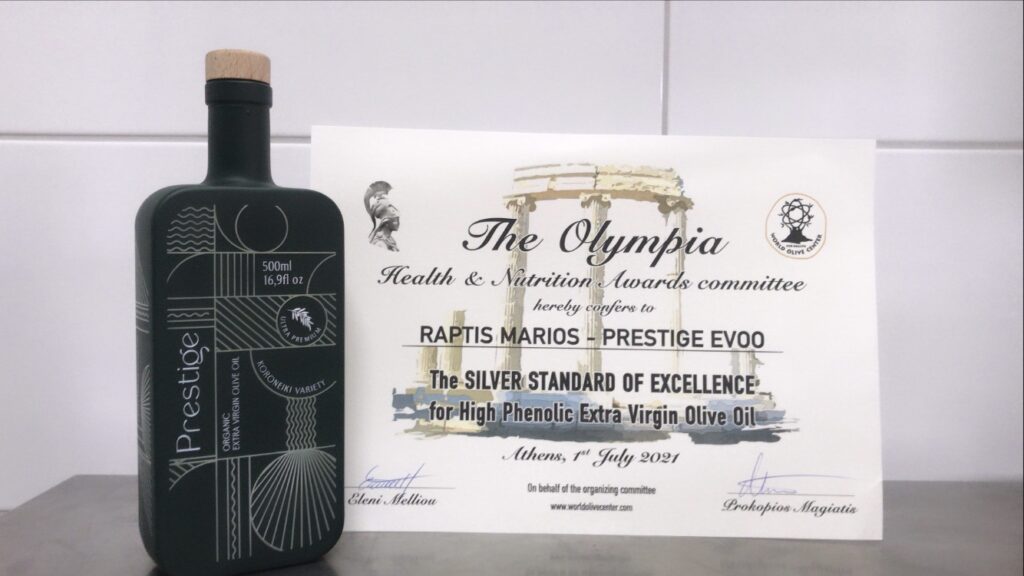 500ml
16,9fl oz
ULTRA PREMIUM
Prestige
ORGANIC
EXTRA VIRGIN OLIVE OIL
KORONEIKI VARIETY
The Olympia
Health & Nutrition Awards committee
hereby confers to
RAPTIS MARIOS - PRESTIGE EVOO
The SILVER STANDARD OF EXCELLENCE
for High Phenolic Extra Virgin Olive Oil
Athens, 1st July 2021
Eleni Melliou
On behalf of the organizing committee
www.worldolivecenter.com
Prokopios Magiatis
WORLD OLIVE CENTER